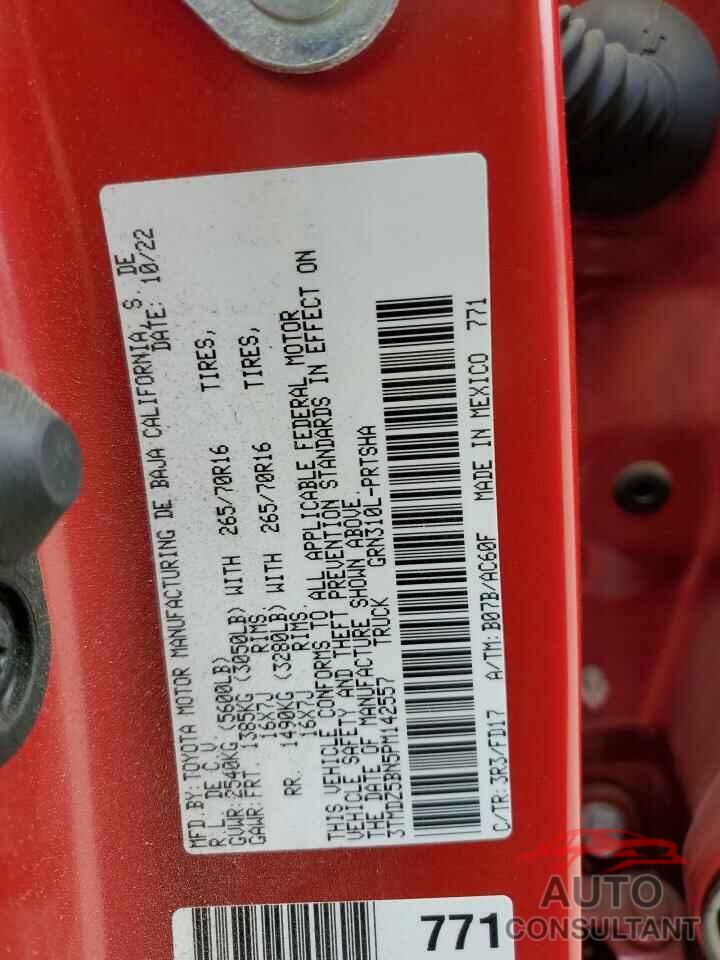 MFD.BY: TOYOTA MOTOR MANUFACTURING DE BAJA CALIFORNIA, S. DE
R.L. DE C.V. DATE: 10/22
GVWR: 2540KG (5600LB)
GAWR: FRT. 1385KG (3050LB) WITH 265/70R16 TIRES,
16X7J RIMS,
RR. 1490KG (3280LB) WITH 265/70R16 TIRES,
16X7J RIMS.
THIS VEHICLE CONFORMS TO ALL APPLICABLE FEDERAL MOTOR
VEHICLE SAFETY AND THEFT PREVENTION STANDARDS IN EFFECT ON
THE DATE OF MANUFACTURE SHOWN ABOVE.
3TMDZ5BN5PM142557 TRUCK GRN310L-PRTSHA
C/TR: 3R3/FD17 A/TM: B07B/AC60F MADE IN MEXICO 771
771
AUTO
CONSULTANT